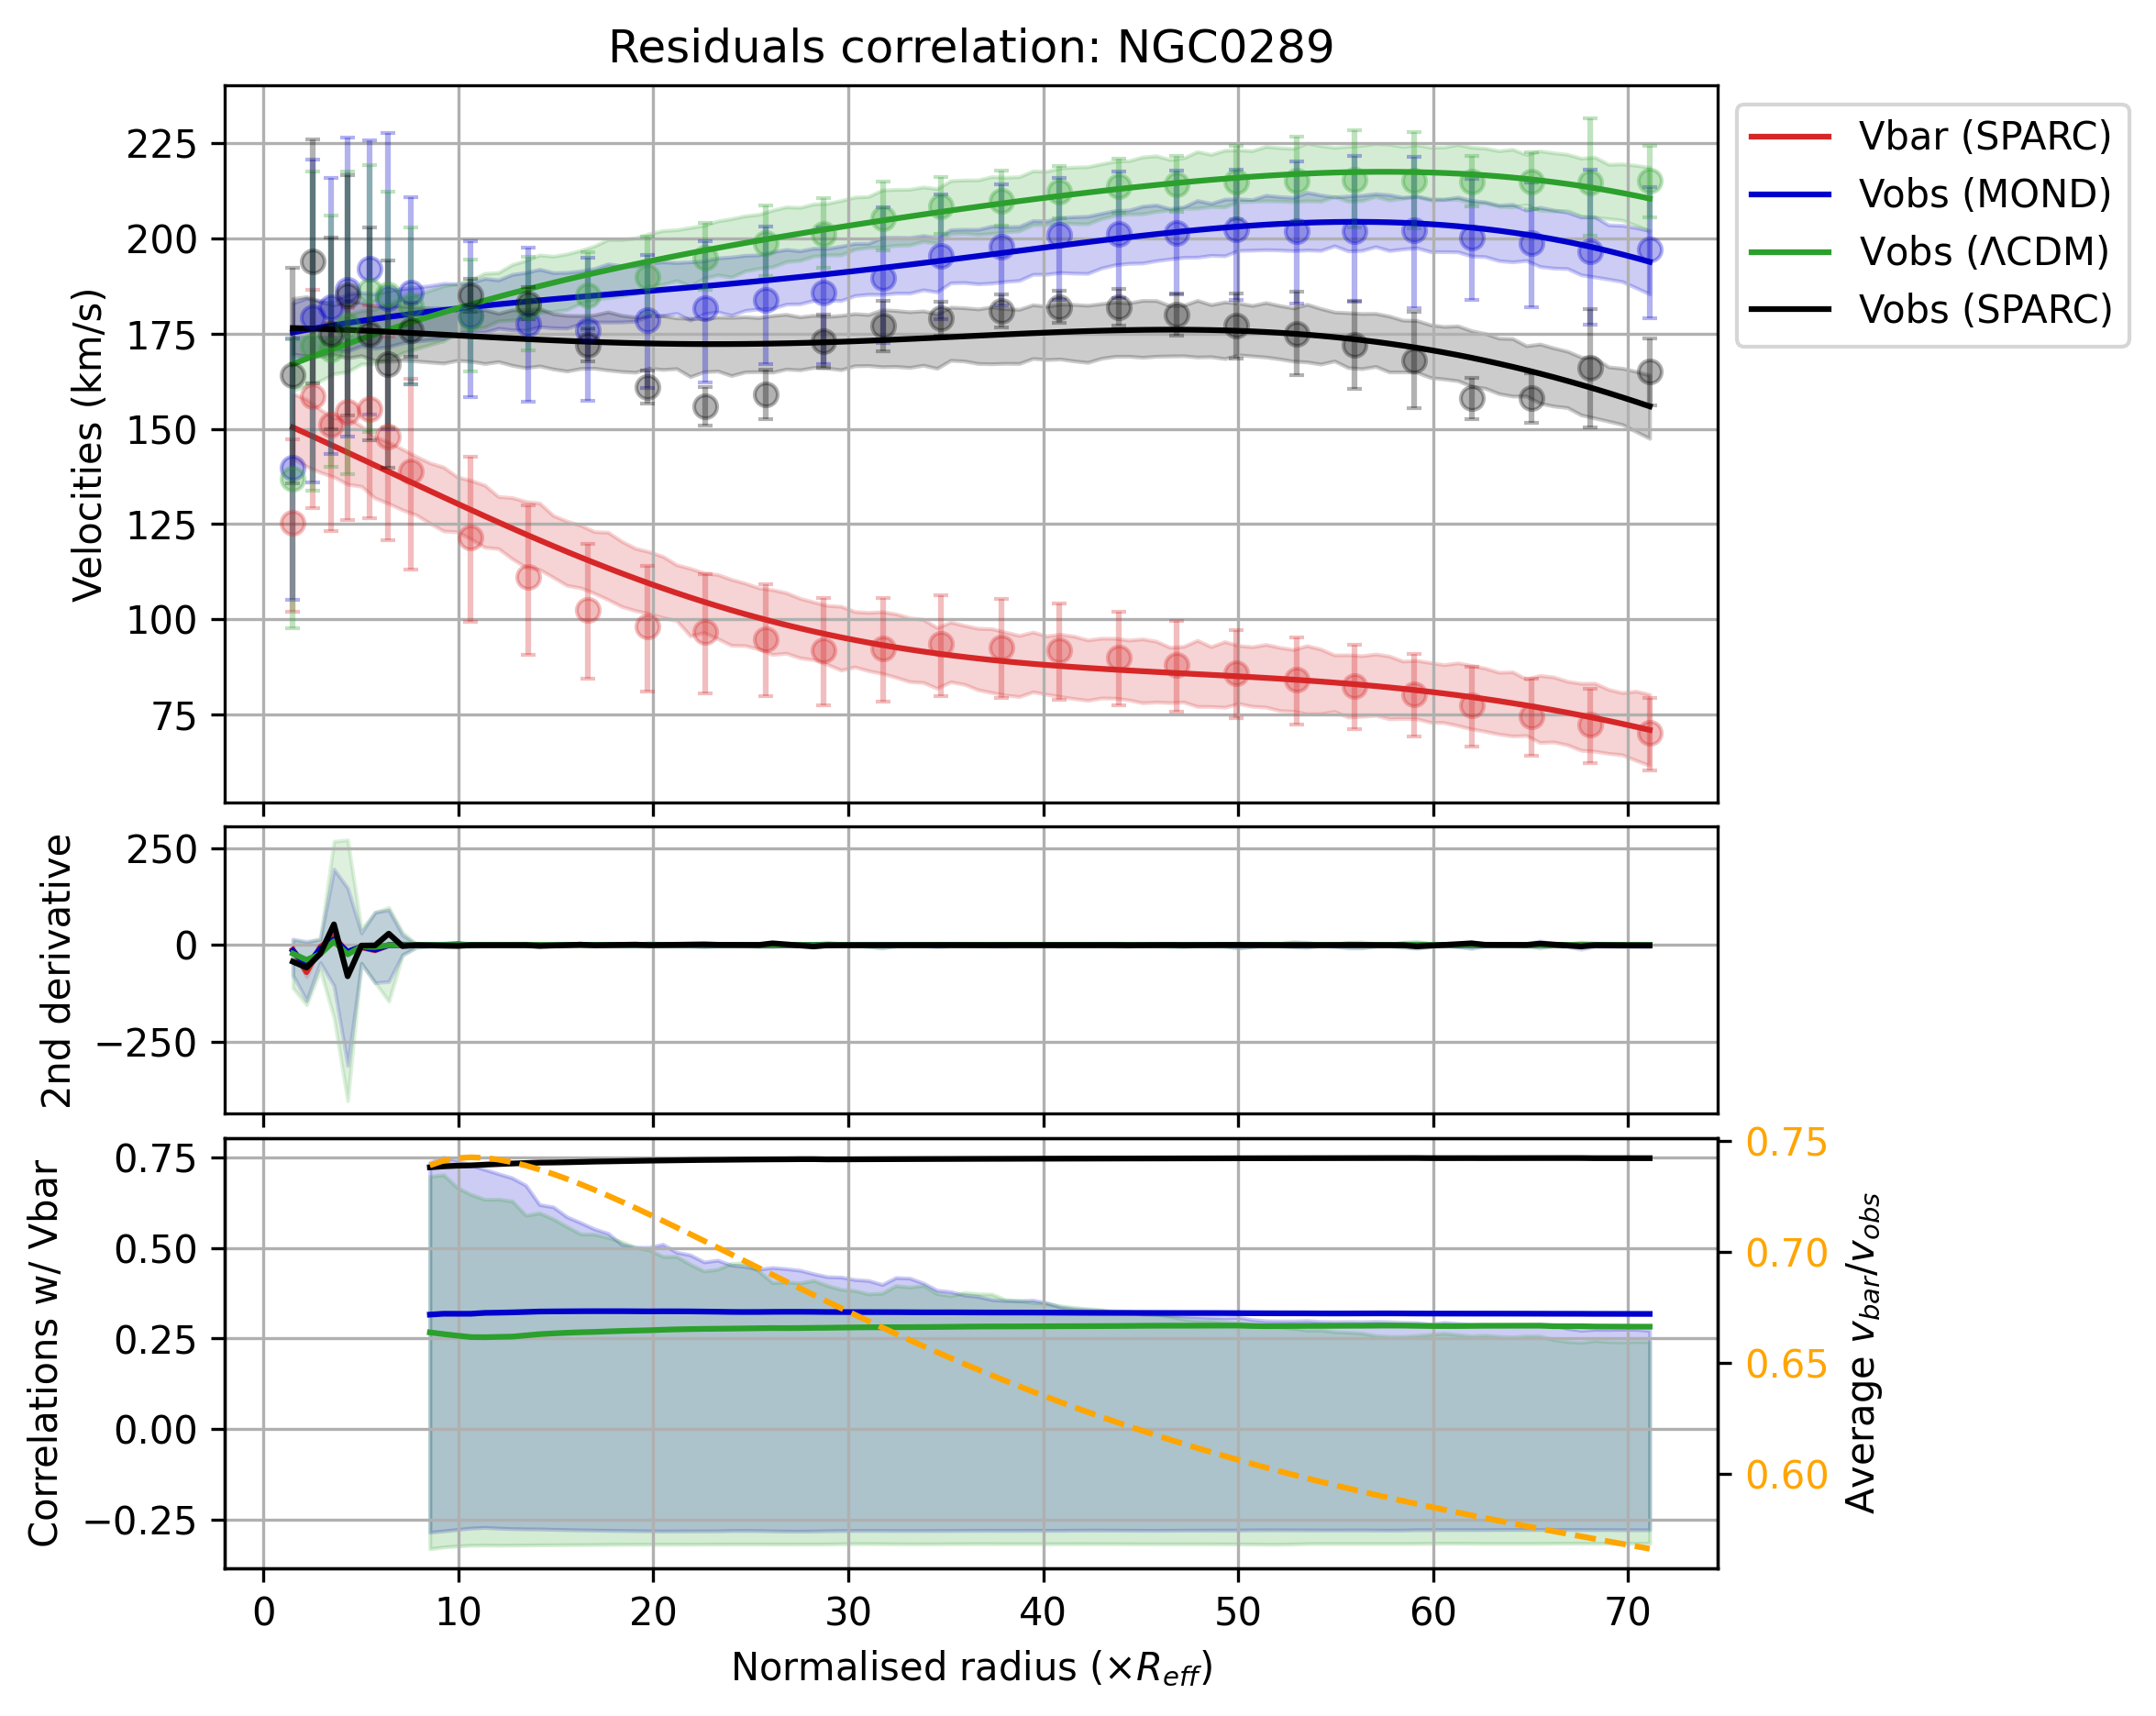 Residuals correlation: NGC0289
Velocities (km/s)
225
200
175
150
125
100
75
Vbar (SPARC)
Vobs (MOND)
Vobs (ΛCDM)
Vobs (SPARC)
2nd derivative
250
0
−250
Correlations w/ Vbar
0.75
0.50
0.25
0.00
−0.25
0.75
0.70
0.65
0.60
Average v_bar/v_obs
0 10 20 30 40 50 60 70
Normalised radius (×R_eff)